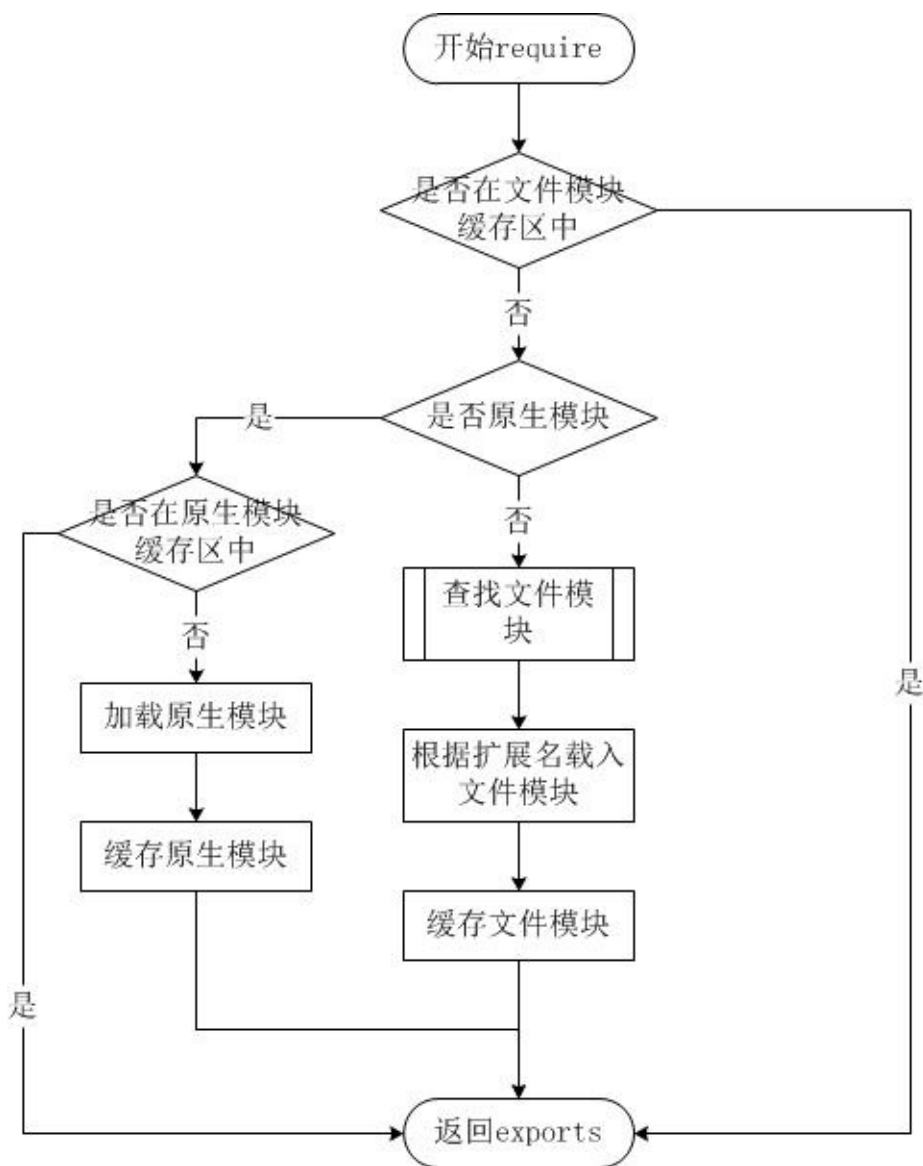 开始require
是否在文件模块
缓存区中
否
是否原生模块
是
是否在原生模块
缓存区中
否
否
查找文件模
块
是
加载原生模块
根据扩展名载入
文件模块
缓存原生模块
缓存文件模块
是
返回exports